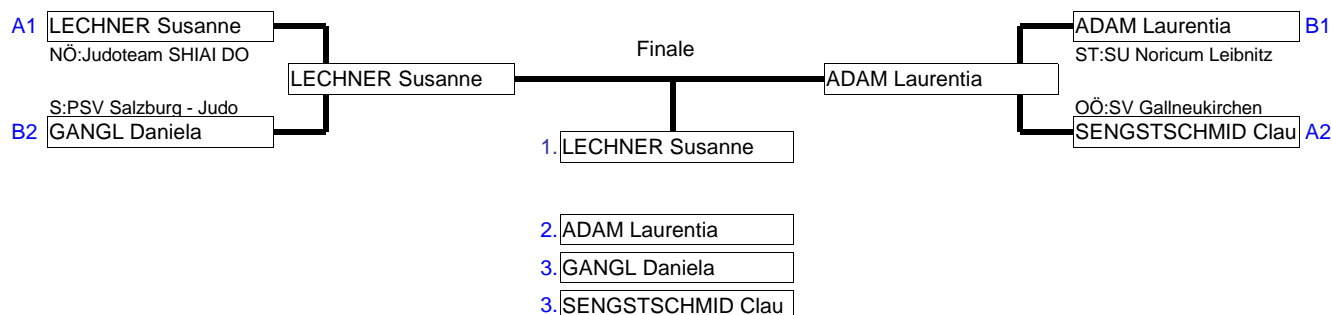 A1 LECHNER Susanne
NÖ:Judoteam SHIAI DO
LECHNER Susanne
S:PSV Salzburg - Judo
B2 GANGL Daniela
Finale
ADAM Laurentia B1
ST:SU Noricum Leibnitz
ADAM Laurentia
OÖ:SV Gallneukirchen
SENGSTSCHMID Clau A2
1. LECHNER Susanne
2. ADAM Laurentia
3. GANGL Daniela
3. SENGSTSCHMID Clau